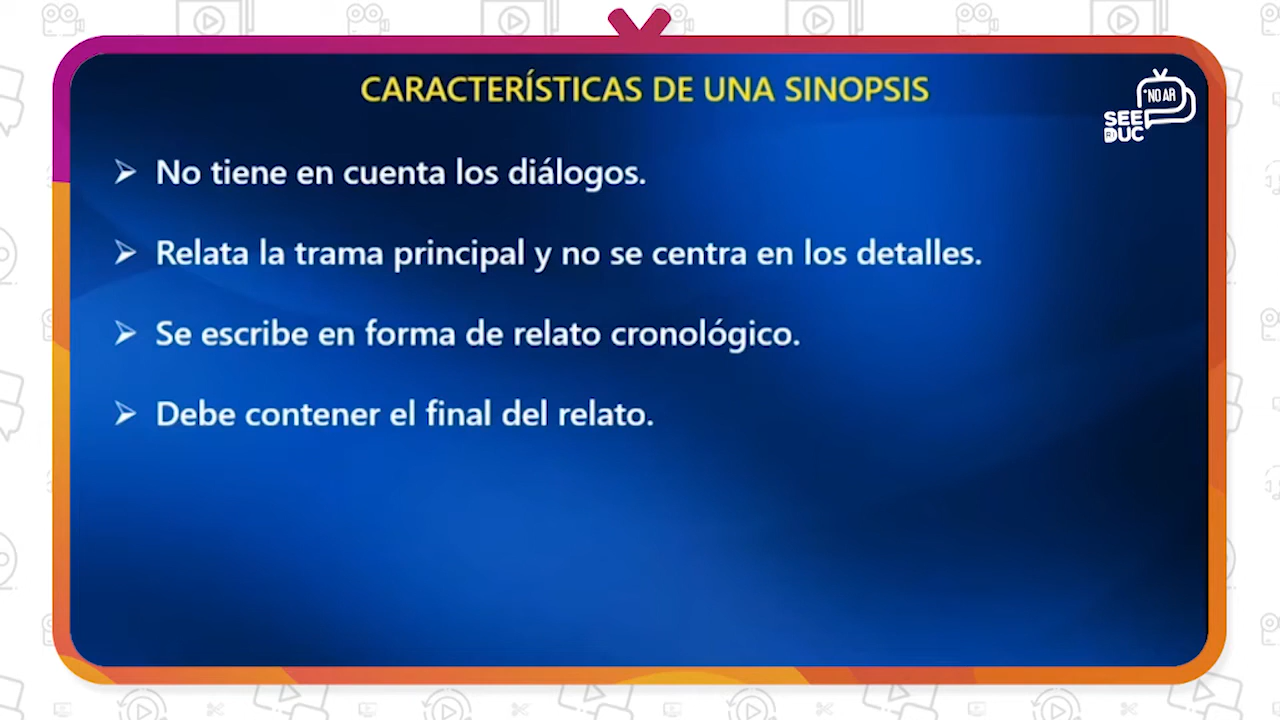 CARACTERÍSTICAS DE UNA SINOPSIS
NO AR
SEE
RJ DUC
No tiene en cuenta los diálogos.
Relata la trama principal y no se centra en los detalles.
Se escribe en forma de relato cronológico.
Debe contener el final del relato.